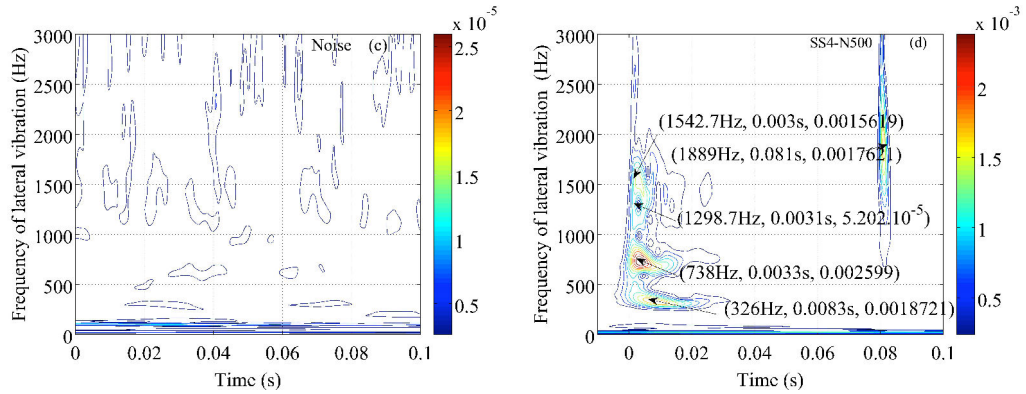 x 10^-5
Noise (c)
Frequency of lateral vibration (Hz)
3000
2500
2000
1500
1000
500
0
0 0.02 0.04 0.06 0.08 0.1
Time (s)
2.5
2
1.5
1
0.5
x 10^-3
SS4-N500 (d)
Frequency of lateral vibration (Hz)
3000
2500
2000
1500
1000
500
0
(1542.7Hz, 0.003s, 0.0015619)
(1889Hz, 0.081s, 0.0017621)
(1298.7Hz, 0.0031s, 5.202.10^-5)
(738Hz, 0.0033s, 0.002599)
(326Hz, 0.0083s, 0.0018721)
0 0.02 0.04 0.06 0.08 0.1
Time (s)
2
1.5
1
0.5